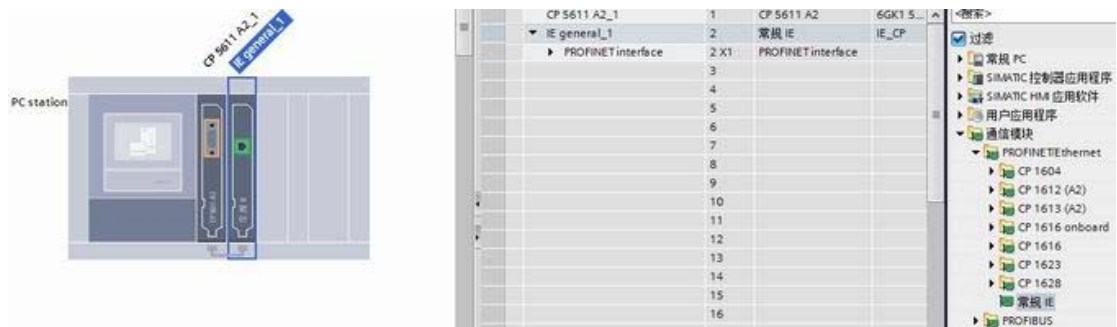 CP 5611 A2_1
IE general_1
PC station
CP 5611 A2_1 1 CP 5611 A2 6GK1 5...
IE general_1 2 常规 IE IE_CP
PROFINET interface 2 X1 PROFINET interface
3
4
5
6
7
8
9
10
11
12
13
14
15
16
<搜索>
过滤
常规 PC
SIMATIC 控制器应用程序
SIMATIC HMI 应用软件
用户应用程序
通信模块
PROFINET/Ethernet
CP 1604
CP 1612 (A2)
CP 1613 (A2)
CP 1616 onboard
CP 1616
CP 1623
CP 1628
常规 IE
PROFIBUS